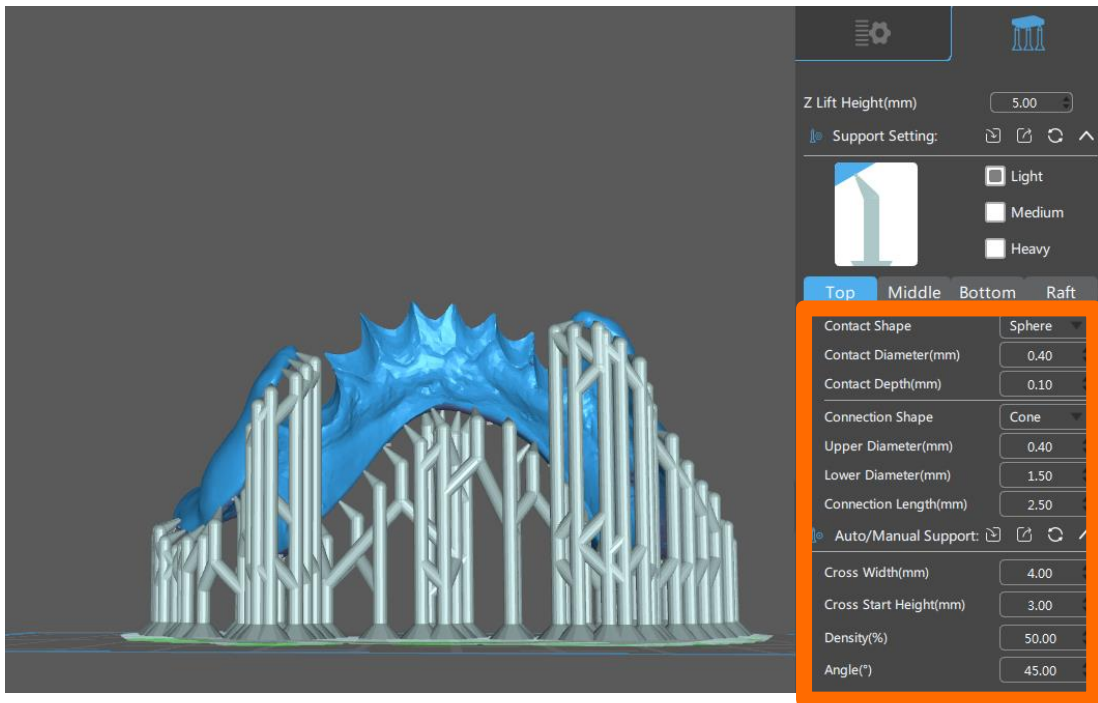 Z Lift Height(mm) 5.00
Support Setting:
Light
Medium
Heavy
Top Middle Bottom Raft
Contact Shape Sphere
Contact Diameter(mm) 0.40
Contact Depth(mm) 0.10
Connection Shape Cone
Upper Diameter(mm) 0.40
Lower Diameter(mm) 1.50
Connection Length(mm) 2.50
Auto/Manual Support:
Cross Width(mm) 4.00
Cross Start Height(mm) 3.00
Density(%) 50.00
Angle(°) 45.00